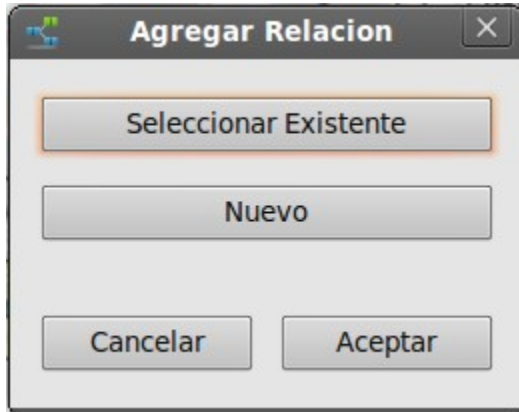 Agregar Relacion
Seleccionar Existente
Nuevo
Cancelar Aceptar